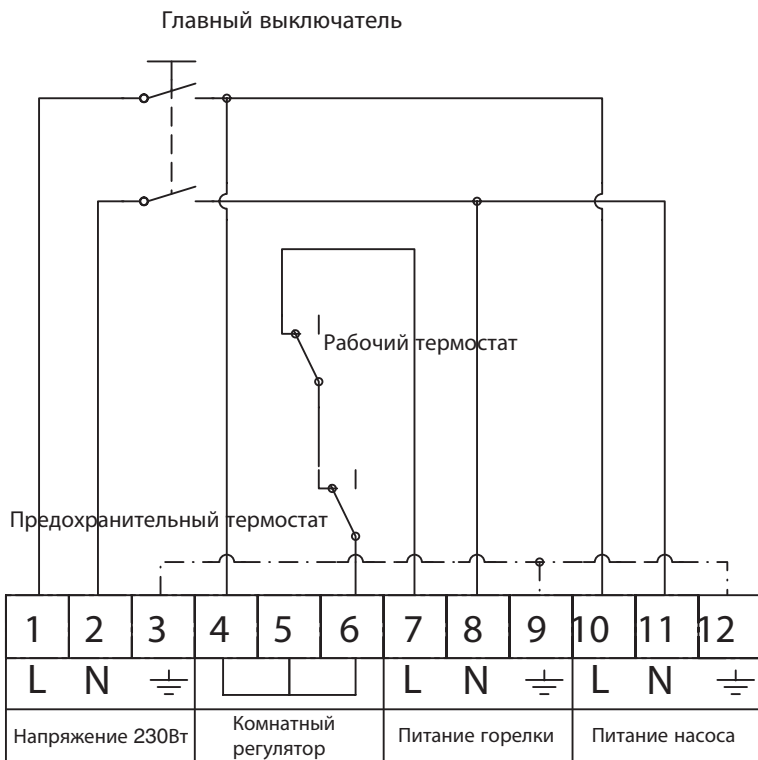 Главный выключатель
Рабочий термостат
Предохранительный термостат
1 2 3 4 5 6 7 8 9 10 11 12
L N L N L N
Напряжение 230Вт
Комнатный
регулятор
Питание горелки
Питание насоса